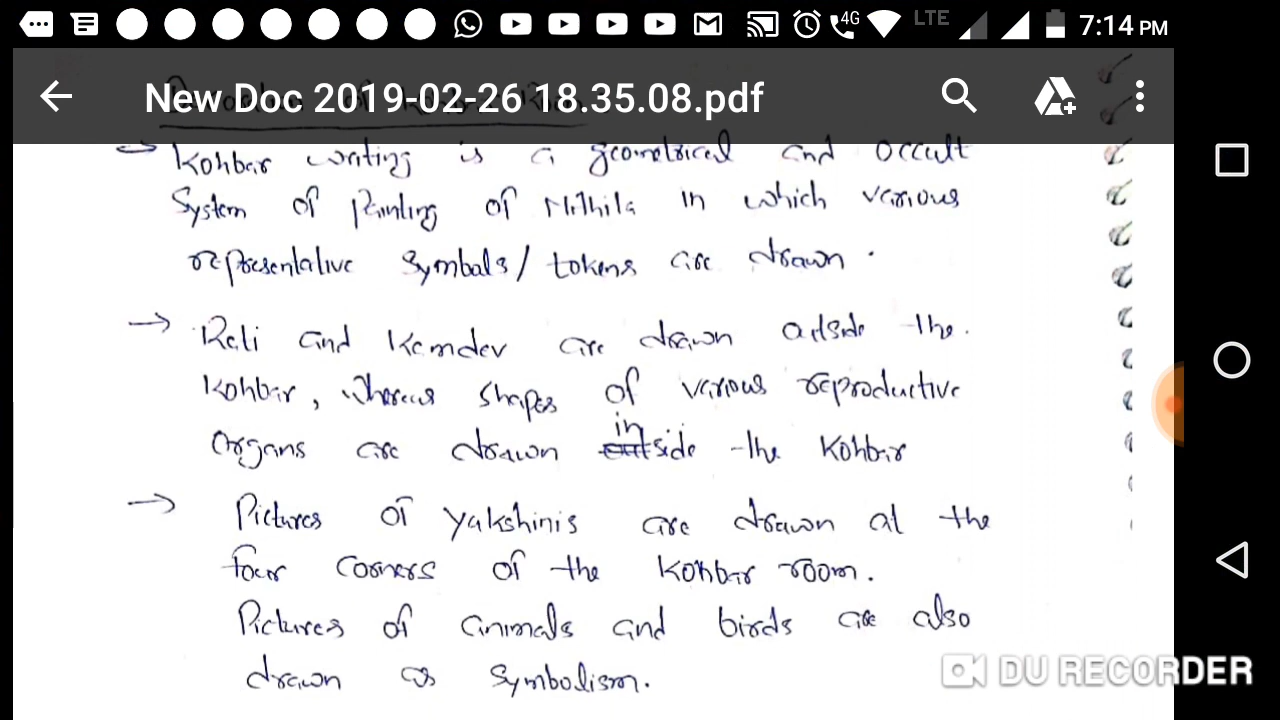 LTE
4G
7:14 PM
New Doc 2019-02-26 18.35.08.pdf
→ Kohbar writing is a geometrical and occult
System of Painting of Mithila in which various
representative symbols/ tokens are drawn.
→ Rati and Kamdev are drawn outside the
Kohbar, whereas shapes of various reproductive
in
organs are drawn outside the Kohbar
→ Pictures of Yakshinis are drawn at the
four corners of the Kohbar room.
Pictures of animals and birds are also
drawn as symbolism.
DU RECORDER